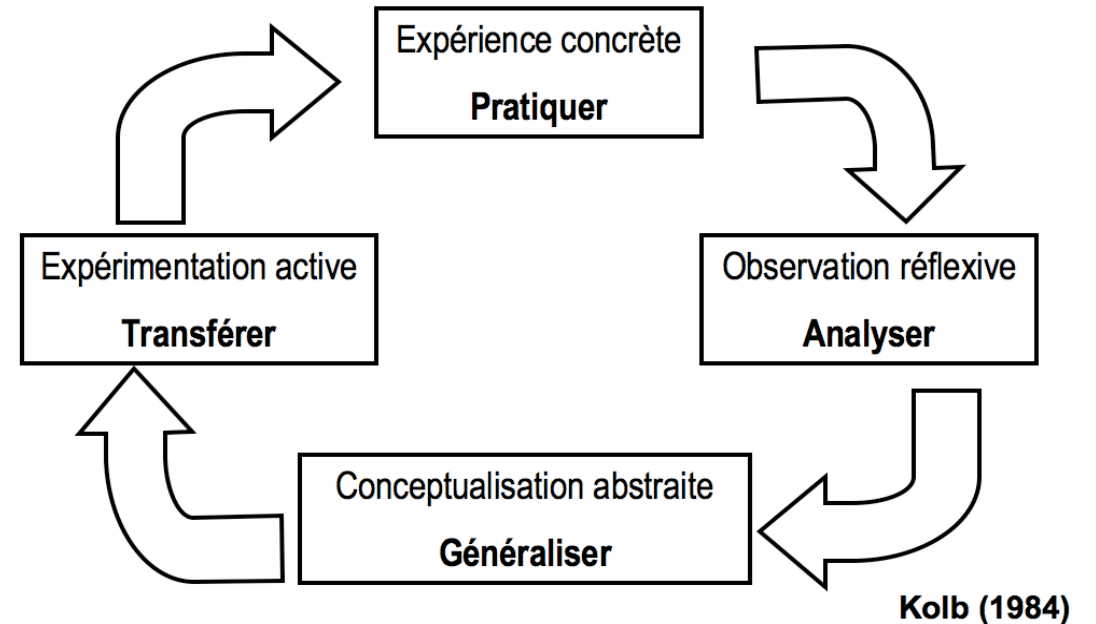 Expérience concrète
Pratiquer
Observation réflexive
Analyser
Conceptualisation abstraite
Généraliser
Expérimentation active
Transférer
Kolb (1984)